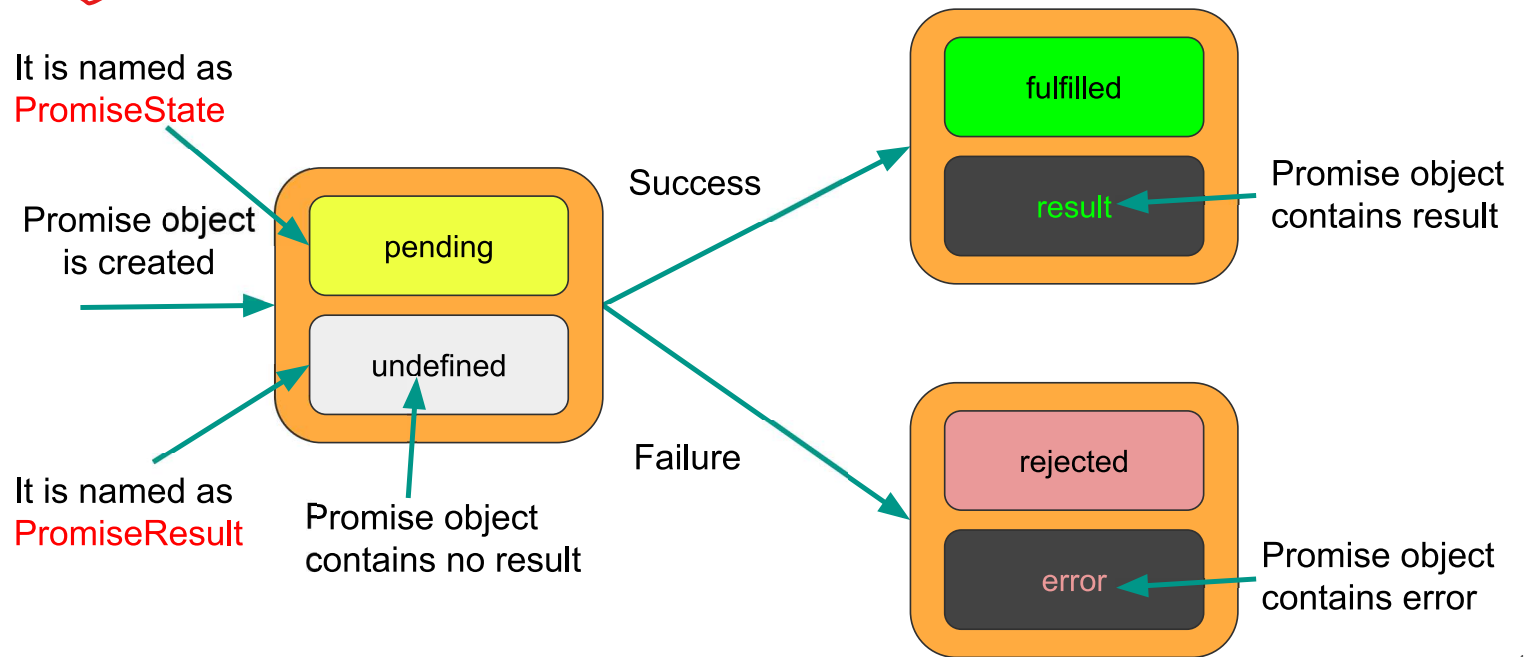 It is named as
PromiseState
Promise object
is created
pending
undefined
It is named as
PromiseResult
Promise object
contains no result
Success
Failure
fulfilled
result
Promise object
contains result
rejected
error
Promise object
contains error